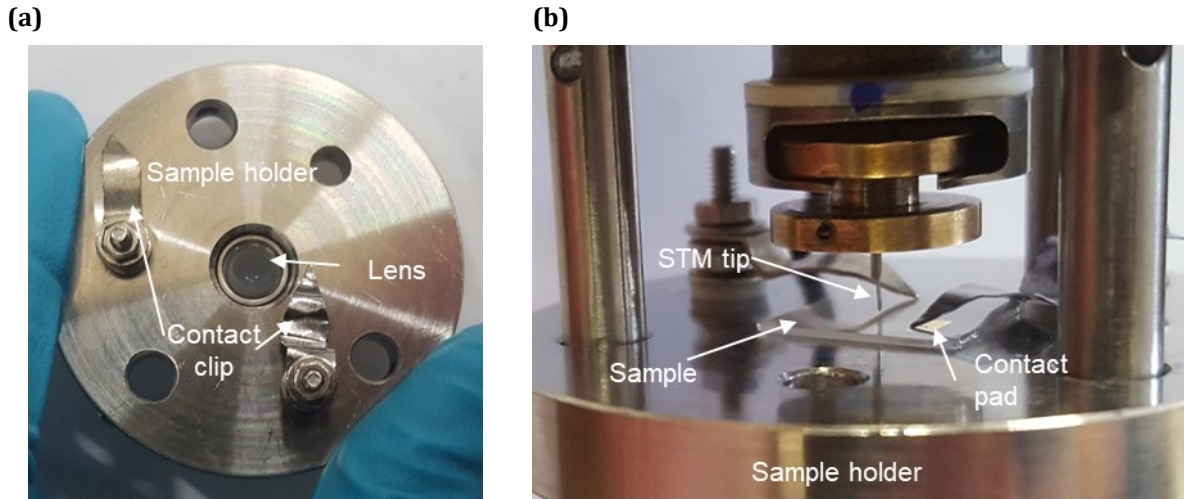 (a)
Sample holder
Lens
Contact
clip
(b)
STM tip
Sample
Contact
pad
Sample holder